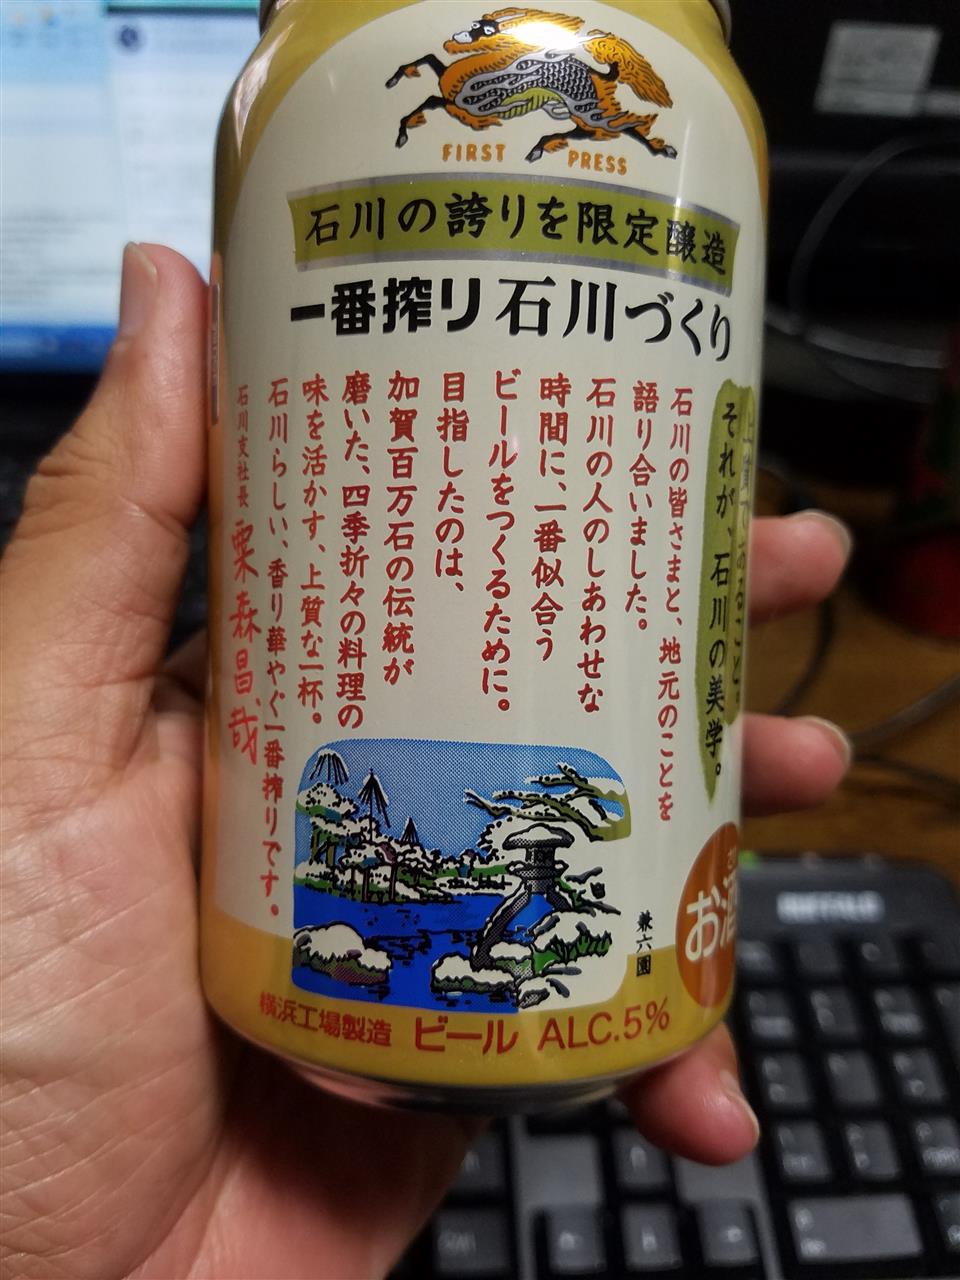 FIRST PRESS
石川の誇りを限定醸造
一番搾り 石川づくり
それが、石川の美学。
石川の皆さまと、地元のことを
語り合いました。
石川の人のしあわせな
時間に、一番似合う
ビールをつくるために。
目指したのは、
加賀百万石の伝統が
磨いた、四季折々の料理の
味を活かす、上質な一杯。
石川らしい、香り華やぐ一番搾りです。
石川支社長 栗森昌哉
兼六園
お酒
横浜工場製造 ビール ALC.5%
BUFFALO